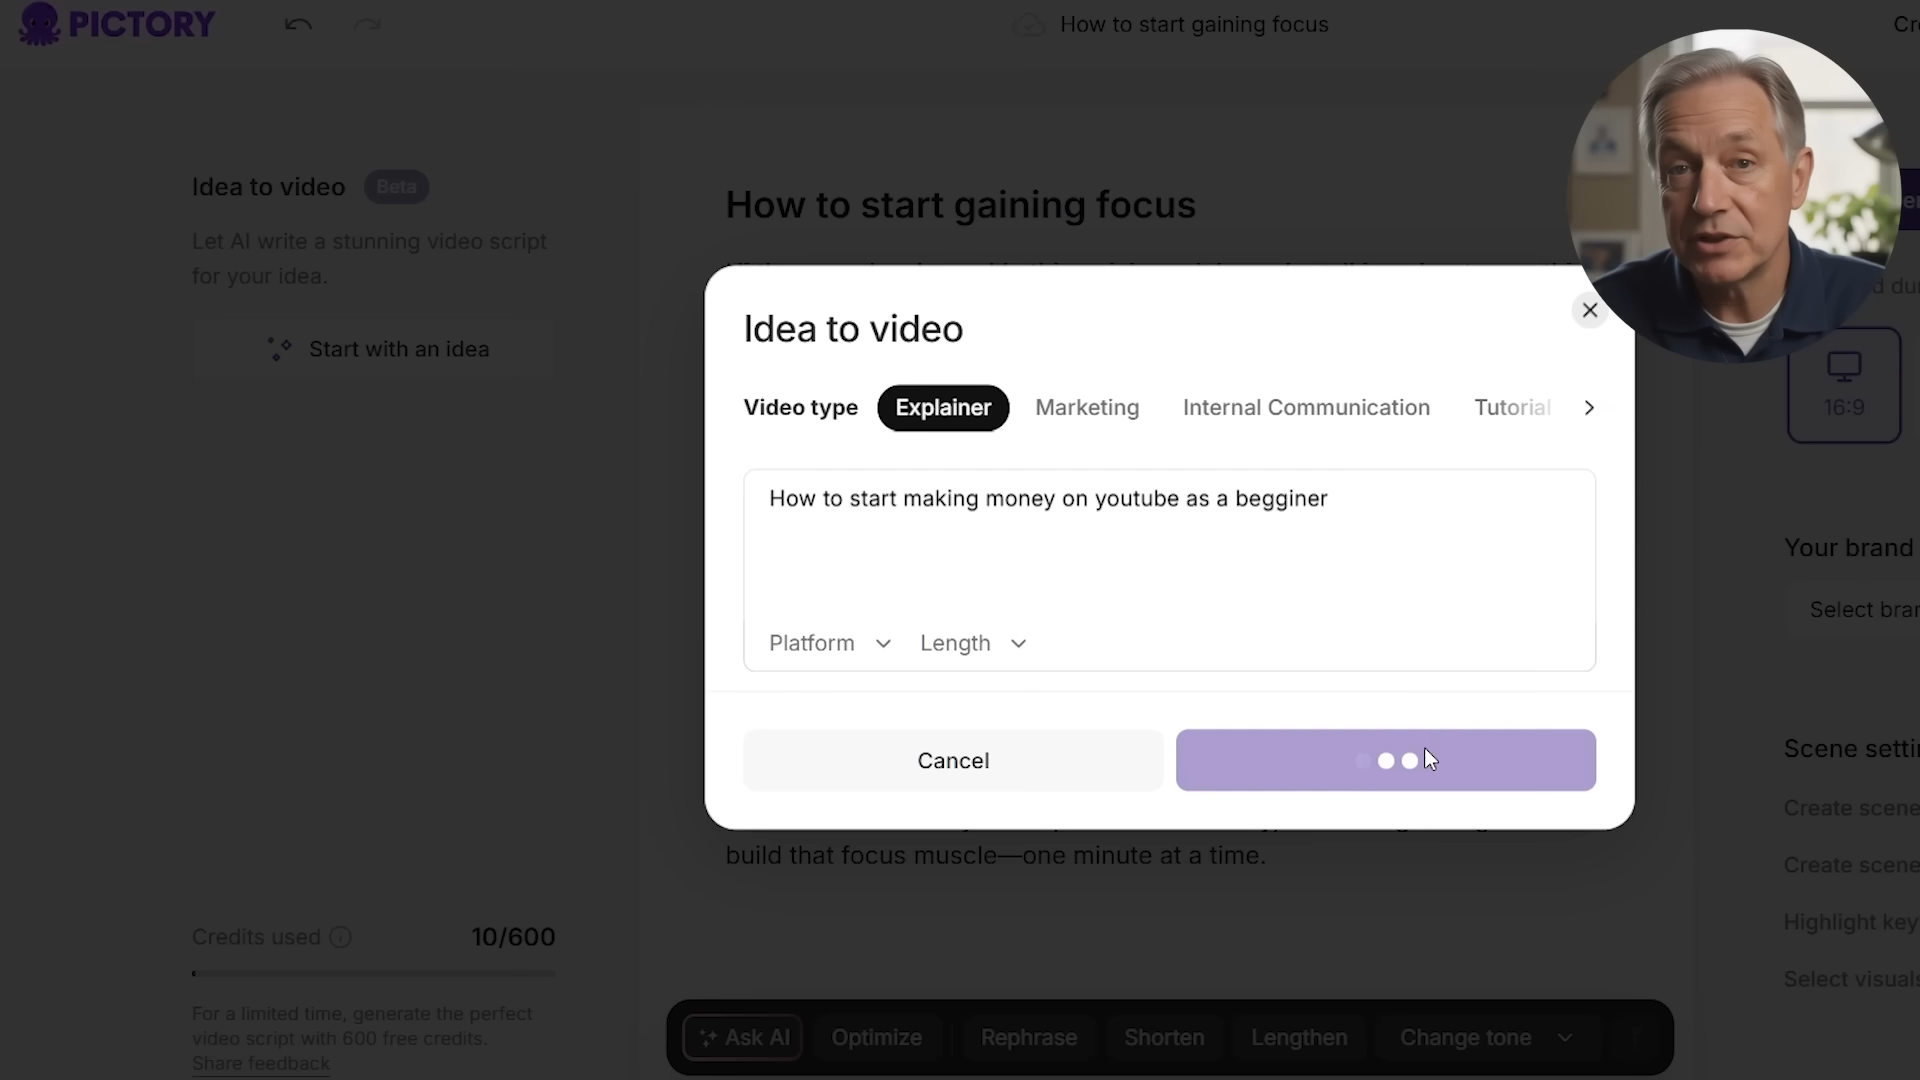 PICTORY
How to start gaining focus
Idea to video Beta
Let AI write a stunning video script
for your idea.
Start with an idea
How to start gaining focus
Idea to video
Video type Explainer Marketing Internal Communication Tutorial
How to start making money on youtube as a begginer
Platform Length
Cancel
build that focus muscle—one minute at a time.
16:9
Your brand
Scene
Create
Create
Highlight key
Select
Credits used 10/600
For a limited time, generate the perfect
video script with 600 free credits.
Share feedback
Ask AI Optimize Rephrase Shorten Lengthen Change tone